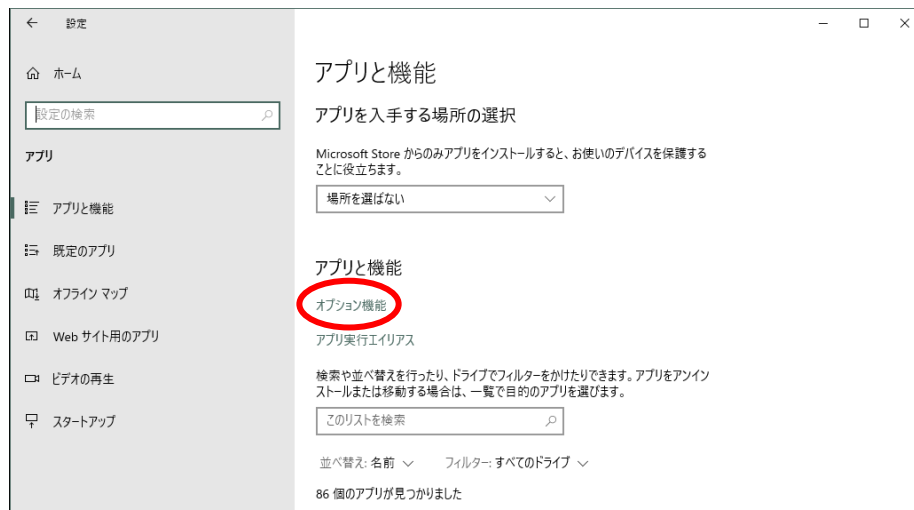 設定
ホーム
設定の検索
アプリ
アプリと機能
既定のアプリ
オフライン マップ
Web サイト用のアプリ
ビデオの再生
スタートアップ
アプリと機能
アプリを入手する場所の選択
Microsoft Store からのみアプリをインストールすると、お使いのデバイスを保護する
ことに役立ちます。
場所を選ばない
アプリと機能
オプション機能
アプリ実行エイリアス
検索や並べ替えを行ったり、ドライブでフィルターをかけたりできます。アプリをアンイン
ストールまたは移動する場合は、一覧で目的のアプリを選びます。
このリストを検索
並べ替え: 名前 フィルター: すべてのドライブ
86 個のアプリが見つかりました